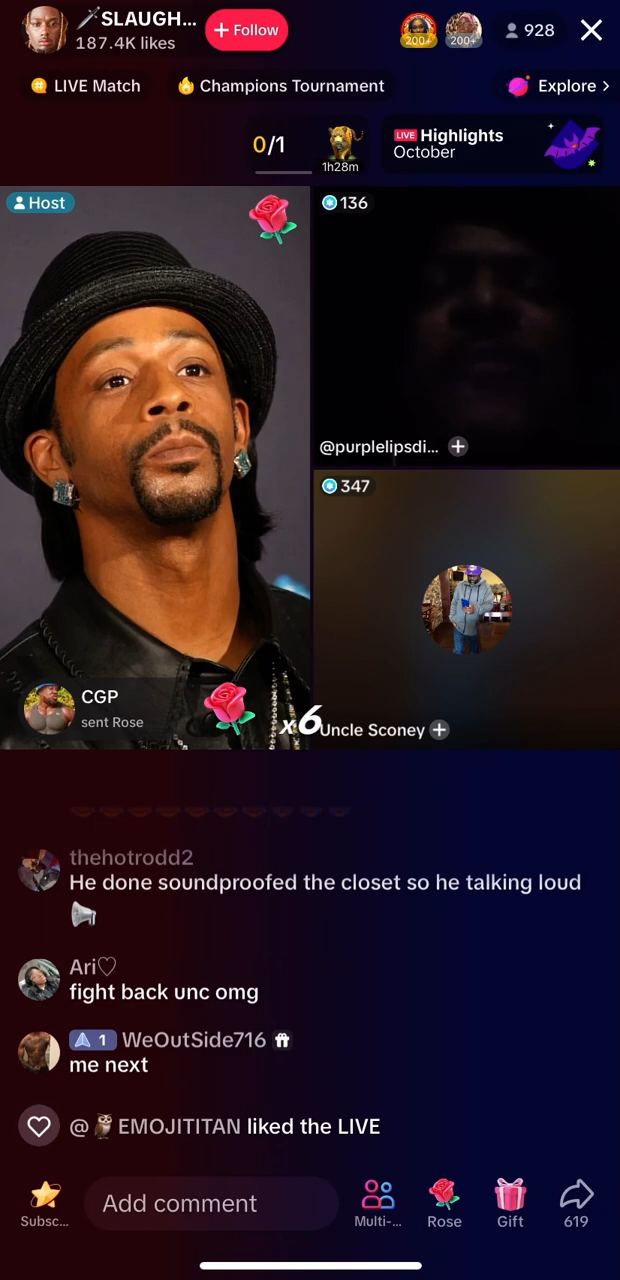 🗡️SLAUGH...
187.4K likes
+ Follow
200+
200+
928
LIVE Match
Champions Tournament
Explore >
0/1
1h28m
LIVE Highlights
October
Host
136
@purplelipsdi...
347
CGP
sent Rose
x6
Uncle Sconey
thehotrodd2
He done soundproofed the closet so he talking loud
📢
Ari♡
fight back unc omg
1 WeOutSide716
me next
@🦉EMOJITITAN liked the LIVE
Subsc...
Add comment
Multi-...
Rose
Gift
619